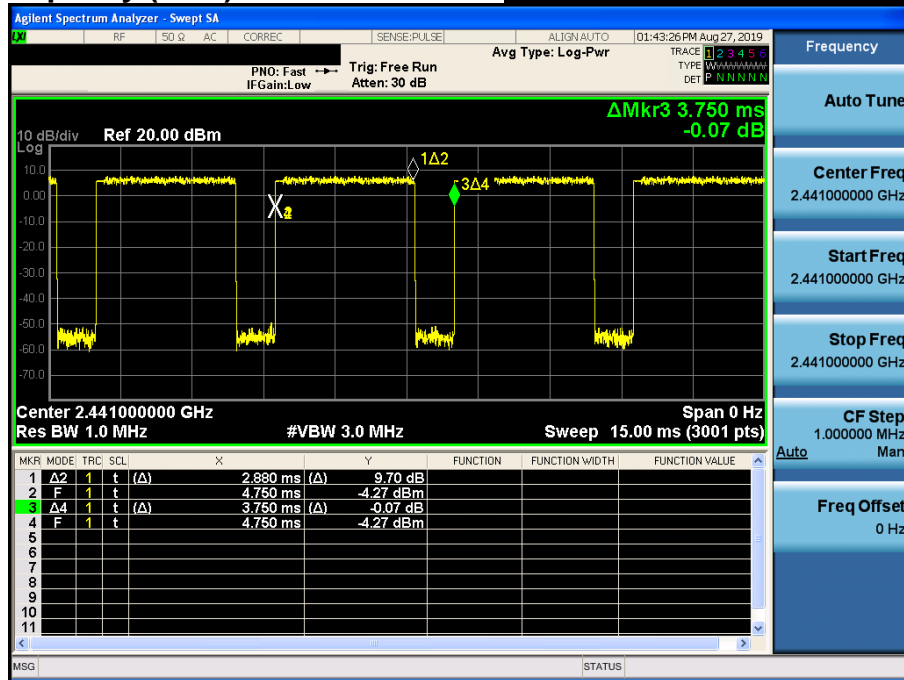 Agilent Spectrum Analyzer - Swept SA
LXI RF 50 Ω AC CORREC SENSE:PULSE ALIGN AUTO 01:43:26 PM Aug 27, 2019
Frequency
Avg Type: Log-Pwr
TRACE 1 2 3 4 5 6
PNO: Fast Trig: Free Run
TYPE WWWWWW
IFGain:Low Atten: 30 dB
DET P N N N N N
Auto Tune
ΔMkr3 3.750 ms
-0.07 dB
10 dB/div Ref 20.00 dBm
Log
10.0
0.00
-10.0
-20.0
-30.0
-40.0
-50.0
-60.0
-70.0
1Δ2
3Δ4
Center Freq
2.441000000 GHz
Start Freq
2.441000000 GHz
Stop Freq
2.441000000 GHz
Center 2.441000000 GHz Span 0 Hz
Res BW 1.0 MHz #VBW 3.0 MHz Sweep 15.00 ms (3001 pts)
CF Step
1.000000 MHz
Auto Man
MKR MODE TRC SCL X Y FUNCTION FUNCTION WIDTH FUNCTION VALUE
1 Δ2 1 t (Δ) 2.880 ms (Δ) 9.70 dB
2 F 1 t 4.750 ms -4.27 dBm
3 Δ4 1 t (Δ) 3.750 ms (Δ) -0.07 dB
4 F 1 t 4.750 ms -4.27 dBm
5
6
7
8
9
10
11
Freq Offset
0 Hz
MSG STATUS